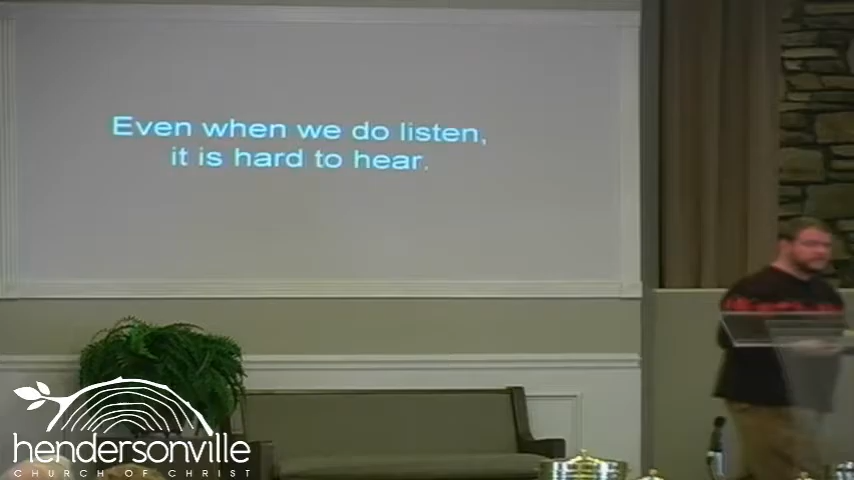 Even when we do listen,
it is hard to hear.
hendersonville
CHURCH OF CHRIST